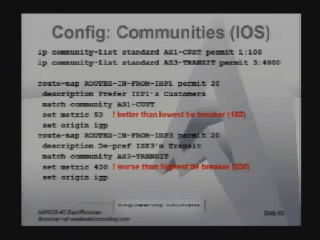 Config: Communities (IOS)
ip community-list standard AS1-CUST permit 1:100
ip community-list standard AS3-TRANSIT permit 3:4000
route-map ROUTES-IN-FROM-ISP1 permit 20
description Prefer ISP1's Customers
match community AS1-CUST
set metric 50 ! better than lowest tie breaker (100)
set origin igp
route-map ROUTES-IN-FROM-ISP3 permit 20
description De-pref ISP3's Transit
match community AS3-TRANSIT
set metric 400 ! worse than highest tie breaker
set origin igp